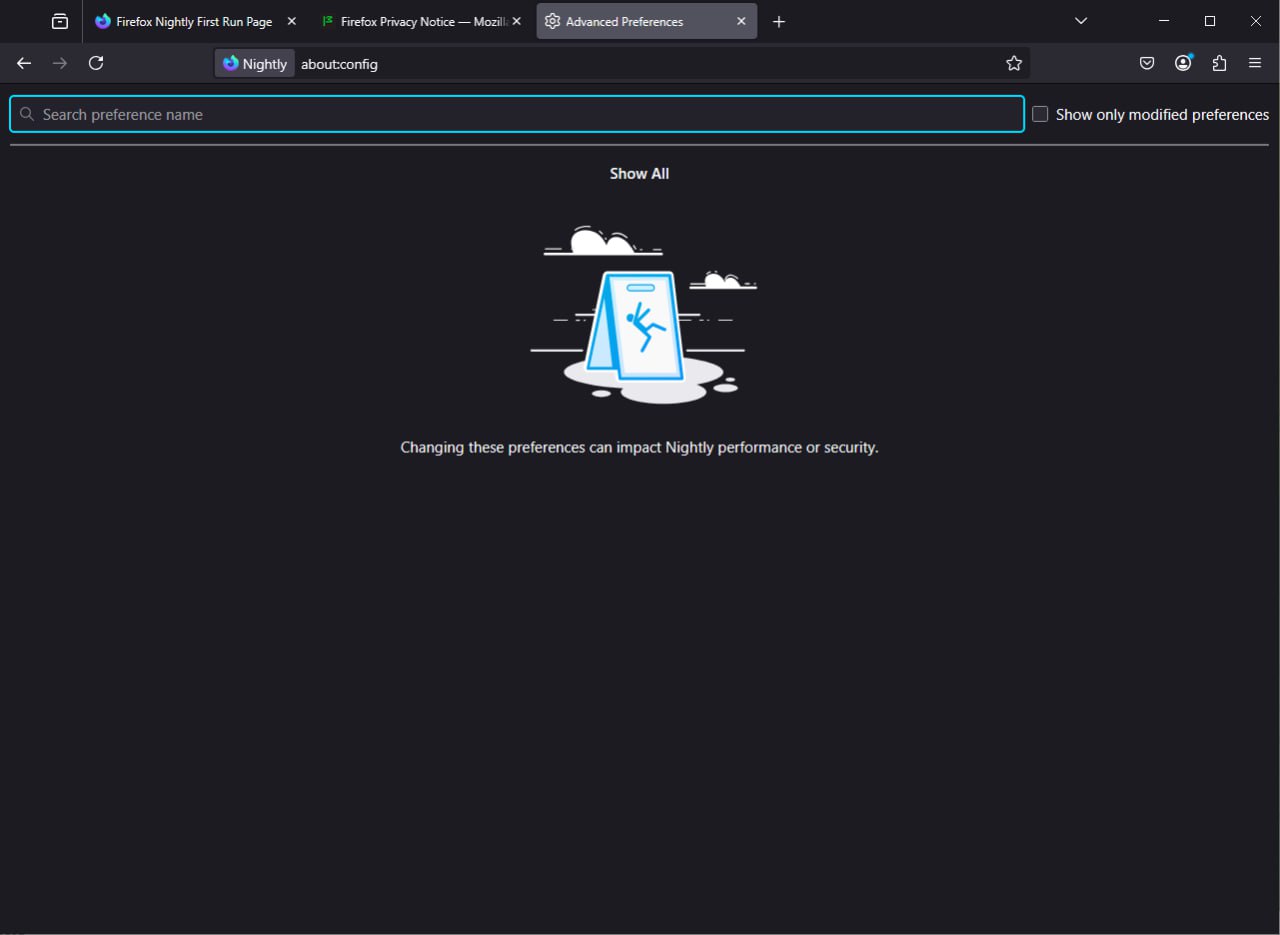 Firefox Nightly First Run Page
Firefox Privacy Notice — Mozill
Advanced Preferences
Nightly
about:config
Search preference name
Show only modified preferences
Show All
Changing these preferences can impact Nightly performance or security.